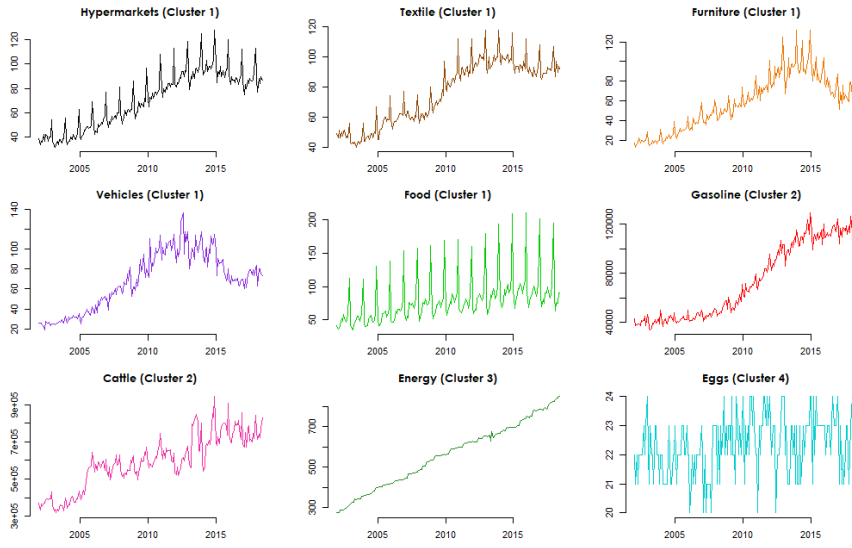 Hypermarkets (Cluster 1)
40 60 80 100 120
2005 2010 2015
Textile (Cluster 1)
40 60 80 100 120
2005 2010 2015
Furniture (Cluster 1)
20 40 60 80 120
2005 2010 2015
Vehicles (Cluster 1)
20 40 60 80 100 140
2005 2010 2015
Food (Cluster 1)
50 100 150 200
2005 2010 2015
Gasoline (Cluster 2)
40000 80000 120000
2005 2010 2015
Cattle (Cluster 2)
3e+05 5e+05 7e+05 9e+05
2005 2010 2015
Energy (Cluster 3)
300 400 500 700
2005 2010 2015
Eggs (Cluster 4)
20 21 22 23 24
2005 2010 2015